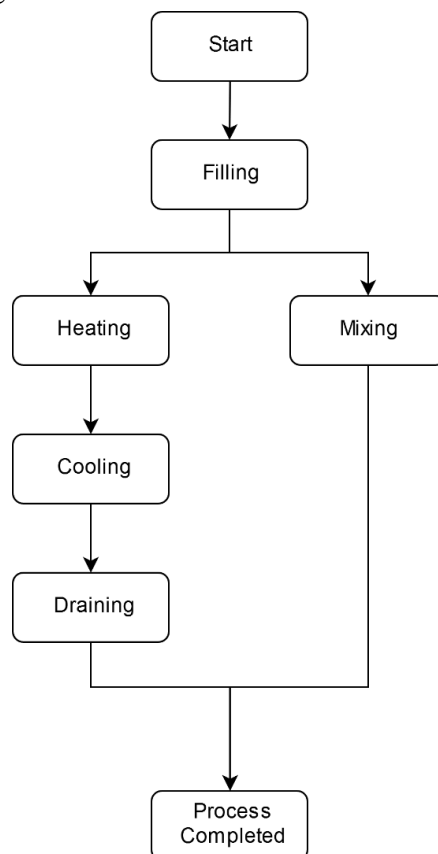 Start
Filling
Heating
Mixing
Cooling
Draining
Process
Completed